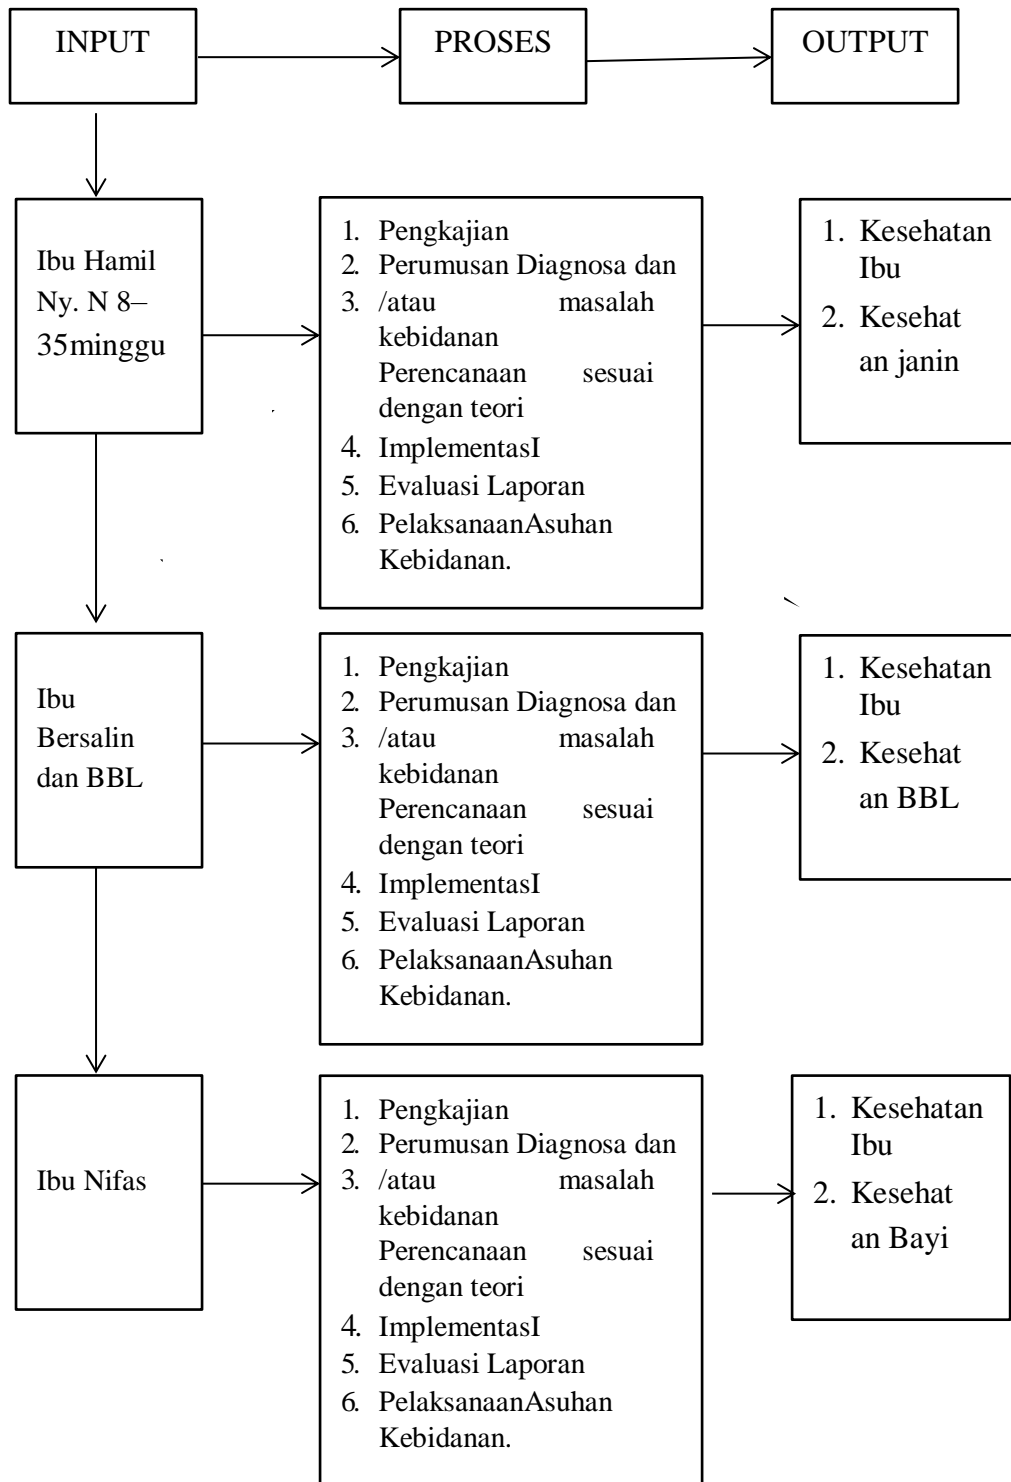 INPUT
PROSES
OUTPUT
Ibu Hamil
Ny. N 8–
35minggu
1. Pengkajian
2. Perumusan Diagnosa dan
3. /atau masalah
kebidanan
Perencanaan sesuai
dengan teori
4. ImplementasI
5. Evaluasi Laporan
6. PelaksanaanAsuhan
Kebidanan.
1. Kesehatan
Ibu
2. Kesehat
an janin
Ibu
Bersalin
dan BBL
1. Pengkajian
2. Perumusan Diagnosa dan
3. /atau masalah
kebidanan
Perencanaan sesuai
dengan teori
4. ImplementasI
5. Evaluasi Laporan
6. PelaksanaanAsuhan
Kebidanan.
1. Kesehatan
Ibu
2. Kesehat
an BBL
Ibu Nifas
1. Pengkajian
2. Perumusan Diagnosa dan
3. /atau masalah
kebidanan
Perencanaan sesuai
dengan teori
4. ImplementasI
5. Evaluasi Laporan
6. PelaksanaanAsuhan
Kebidanan.
1. Kesehatan
Ibu
2. Kesehat
an Bayi